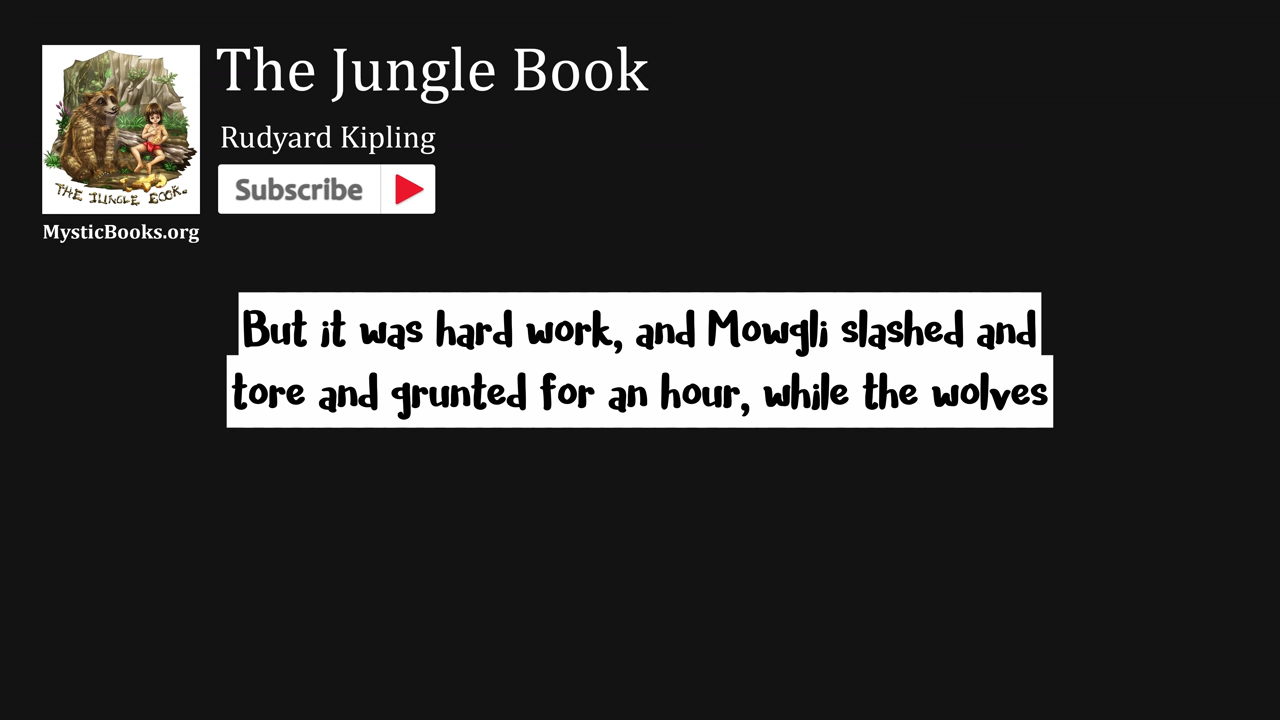 The Jungle Book
Rudyard Kipling
Subscribe
THE JUNGLE BOOK.
MysticBooks.org
But it was hard work, and Mowgli slashed and
tore and grunted for an hour, while the wolves